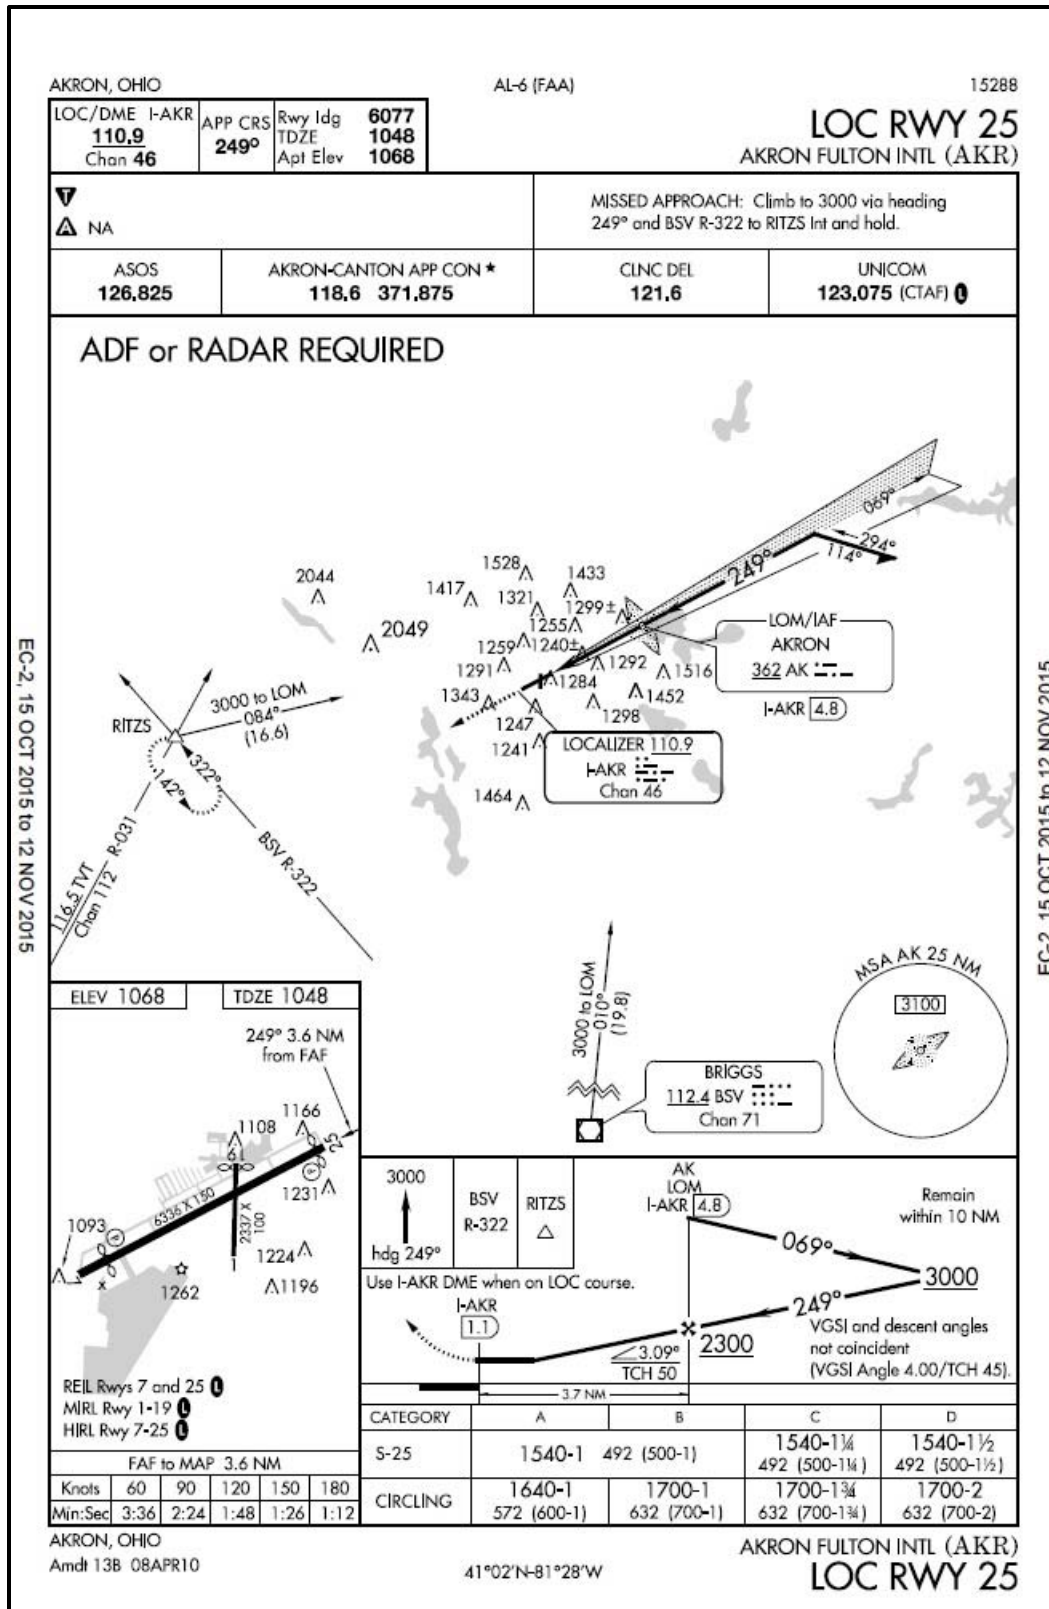 AKRON, OHIO
AL-6 (FAA)
15288
LOC/DME I-AKR
110.9
Chan 46
APP CRS
249°
Rwy ldg 6077
TDZE 1048
Apt Elev 1068
LOC RWY 25
AKRON FULTON INTL (AKR)
T
A NA
MISSED APPROACH: Climb to 3000 via heading
249° and BSV R-322 to RITZS Int and hold.
ASOS
126.825
AKRON-CANTON APP CON ★
118.6 371.875
CLNC DEL
121.6
UNICOM
123.075 (CTAF) L
ADF or RADAR REQUIRED
069°
294°
114°
249°
2044
2049
1528
1433
1417
1321
1299±
1255
1259
1240±
1291
1292
1516
1284
1343
1452
1247
1298
1241
1464
LOM/IAF
AKRON
362 AK
I-AKR 4.8
LOCALIZER 110.9
I-AKR
Chan 46
RITZS
3000 to LOM
084°
(16.6)
322°
142°
R-031
116.5 TVT
Chan 112
BSV R-322
3000 to LOM
010°
(19.8)
BRIGGS
112.4 BSV
Chan 71
MSA AK 25 NM
3100
EC-2, 15 OCT 2015 to 12 NOV 2015
EC-2, 15 OCT 2015 to 12 NOV 2015
ELEV 1068
TDZE 1048
249° 3.6 NM
from FAF
1166
1108
19
25
1231
6336 X 150
2337 X
100
1093
P
P
1224
1
1262
1196
X
7
REIL Rwys 7 and 25 L
MIRL Rwy 1-19 L
HIRL Rwy 7-25 L
FAF to MAP 3.6 NM
Knots 60 90 120 150 180
Min:Sec 3:36 2:24 1:48 1:26 1:12
3000
hdg 249°
BSV
R-322
RITZS
AK
LOM
I-AKR 4.8
Remain
within 10 NM
069°
3000
249°
Use I-AKR DME when on LOC course.
I-AKR
1.1
2300
3.09°
TCH 50
VGSI and descent angles
not coincident
(VGSI Angle 4.00/TCH 45).
3.7 NM
CATEGORY A B C D
S-25 1540-1 492 (500-1) 1540-1¼ 492 (500-1¼) 1540-1½ 492 (500-1½)
CIRCLING 1640-1 572 (600-1) 1700-1 632 (700-1) 1700-1¾ 632 (700-1¾) 1700-2 632 (700-2)
AKRON, OHIO
Amdt 13B 08APR10
41°02'N-81°28'W
AKRON FULTON INTL (AKR)
LOC RWY 25